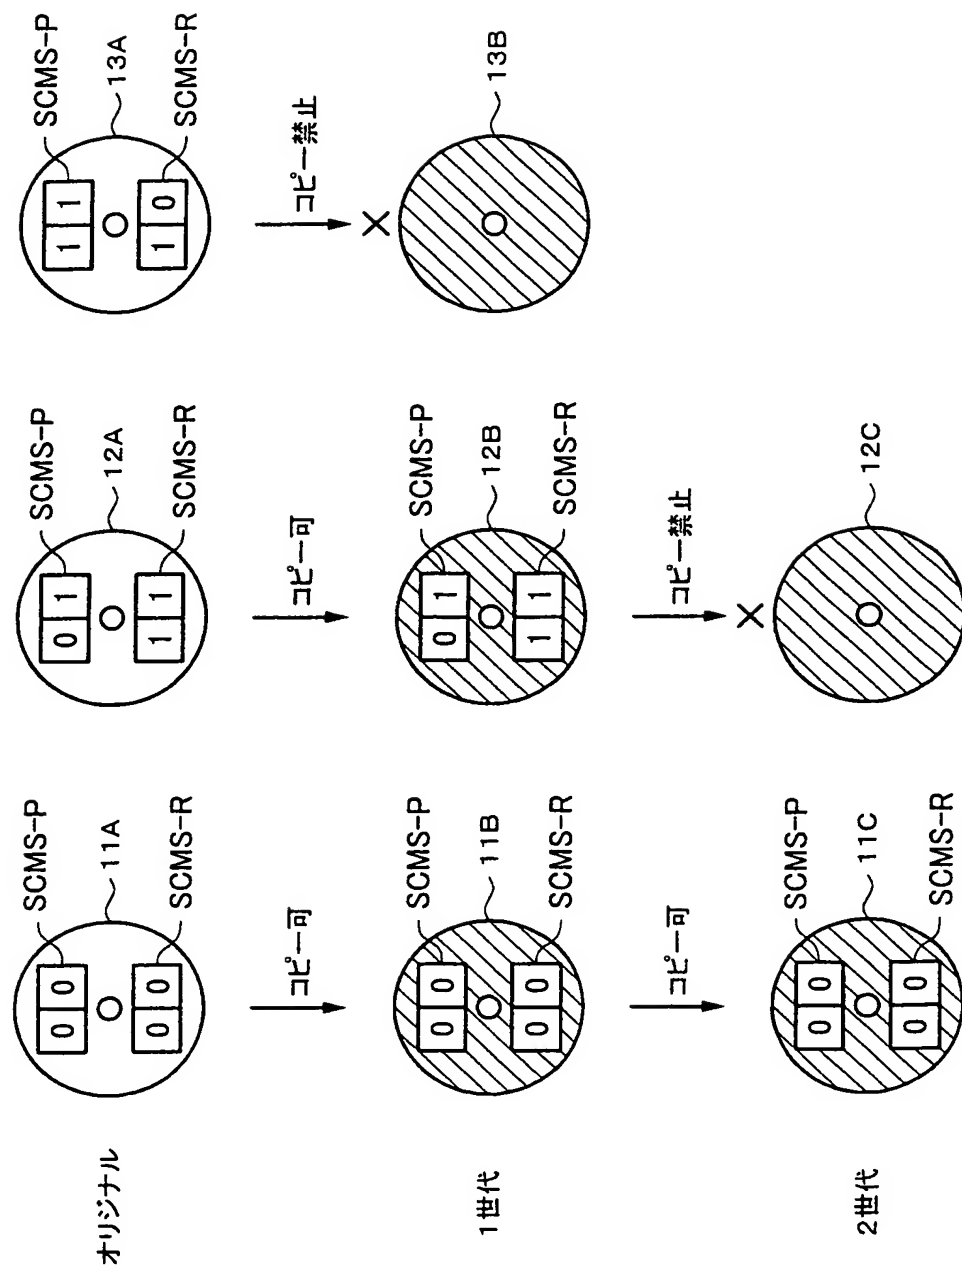 オリジナル
0 0
SCMS-P
11A
0 0
SCMS-R
0 1
SCMS-P
12A
1 1
SCMS-R
1 1
SCMS-P
13A
1 0
SCMS-R
コピー可
コピー可
コピー禁止
×
1世代
0 0
SCMS-P
11B
0 0
SCMS-R
0 1
SCMS-P
12B
1 1
SCMS-R
13B
コピー可
コピー禁止
×
2世代
0 0
SCMS-P
11C
0 0
SCMS-R
12C